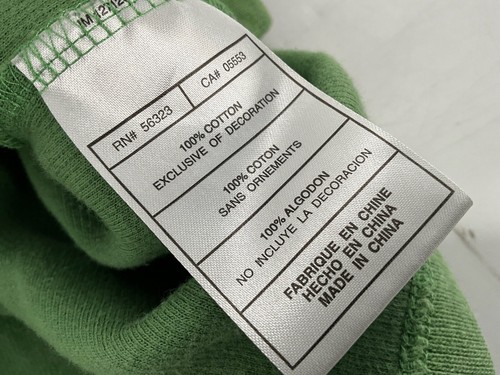 RN# 56323
CA# 05553
100% COTTON
EXCLUSIVE OF DECORATION
100% COTON
SANS ORNEMENTS
100% ALGODON
NO INCLUYE LA DECORACION
FABRIQUE EN CHINE
HECHO EN CHINA
MADE IN CHINA